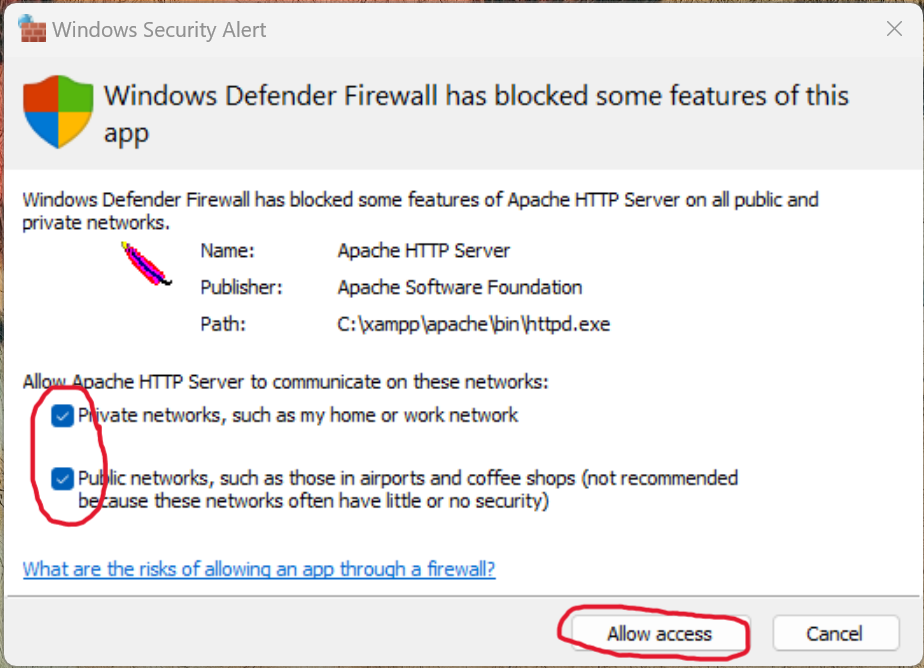 Windows Security Alert
Windows Defender Firewall has blocked some features of this
app
Windows Defender Firewall has blocked some features of Apache HTTP Server on all public and
private networks.
Name: Apache HTTP Server
Publisher: Apache Software Foundation
Path: C:\xampp\apache\bin\httpd.exe
Allow Apache HTTP Server to communicate on these networks:
Private networks, such as my home or work network
Public networks, such as those in airports and coffee shops (not recommended
because these networks often have little or no security)
What are the risks of allowing an app through a firewall?
Allow access Cancel